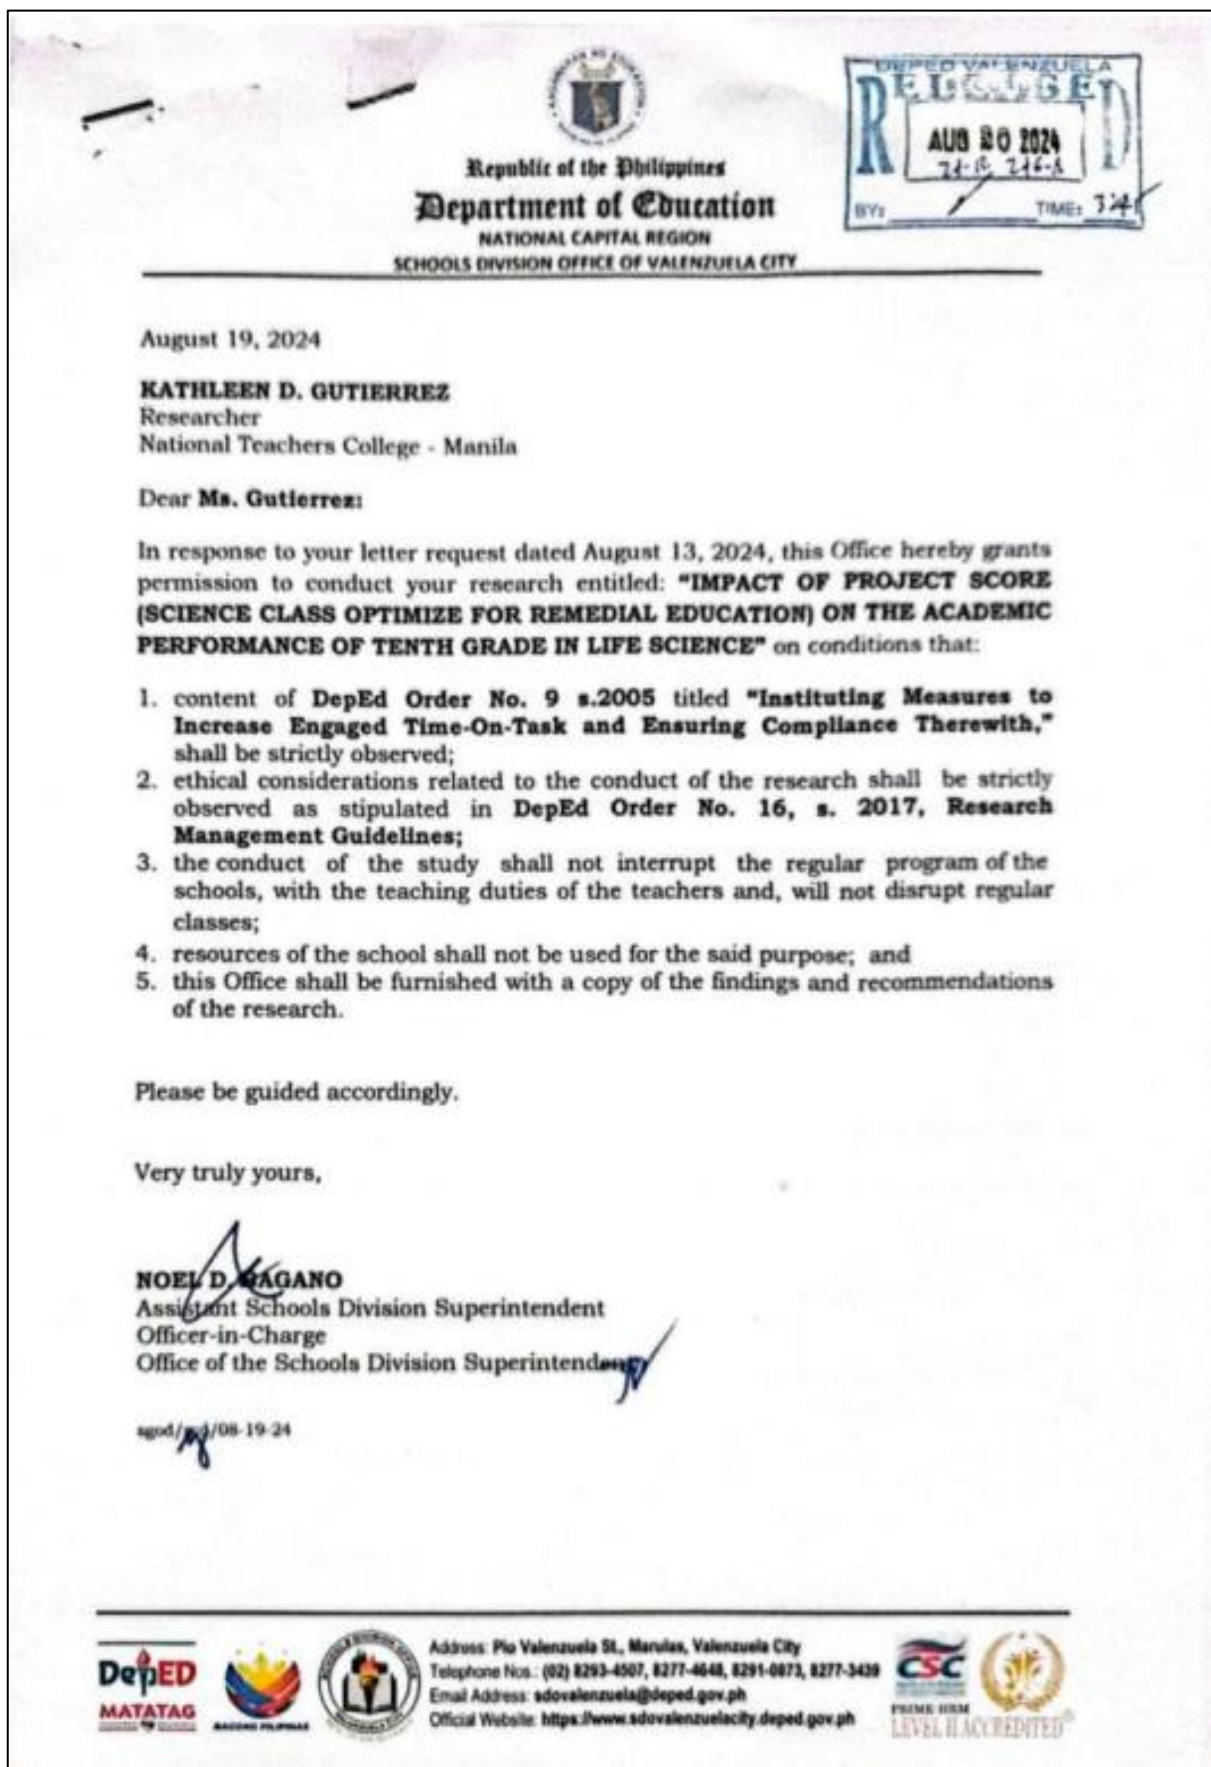 DEPED VALENZUELA
AUG 20 2024
BY: TIME:
Republic of the Philippines
Department of Education
NATIONAL CAPITAL REGION
SCHOOLS DIVISION OFFICE OF VALENZUELA CITY
August 19, 2024
KATHLEEN D. GUTIERREZ
Researcher
National Teachers College - Manila
Dear Ms. Gutierrez:
In response to your letter request dated August 13, 2024, this Office hereby grants
permission to conduct your research entitled: "IMPACT OF PROJECT SCORE
(SCIENCE CLASS OPTIMIZE FOR REMEDIAL EDUCATION) ON THE ACADEMIC
PERFORMANCE OF TENTH GRADE IN LIFE SCIENCE" on conditions that:
1. content of DepEd Order No. 9 s.2005 titled "Instituting Measures to
Increase Engaged Time-On-Task and Ensuring Compliance Therewith,"
shall be strictly observed;
2. ethical considerations related to the conduct of the research shall be strictly
observed as stipulated in DepEd Order No. 16, s. 2017, Research
Management Guidelines;
3. the conduct of the study shall not interrupt the regular program of the
schools, with the teaching duties of the teachers and, will not disrupt regular
classes;
4. resources of the school shall not be used for the said purpose; and
5. this Office shall be furnished with a copy of the findings and recommendations
of the research.
Please be guided accordingly.
Very truly yours,
NOEL D.
Assistant Schools Division Superintendent
Officer-in-Charge
Office of the Schools Division Superintendent
sgod/ /08-19-24
DepED
MATATAG
BAGONG PILIPINAS
Address: Pio Valenzuela St., Marulas, Valenzuela City
Telephone Nos.: (02) 8293-4507, 8277-4648, 8291-0873, 8277-3439
Email Address: sdovalenzuela@deped.gov.ph
Official Website: https://www.sdovalenzuelacity.deped.gov.ph
CSC
PRIME HRM
LEVEL II ACCREDITED